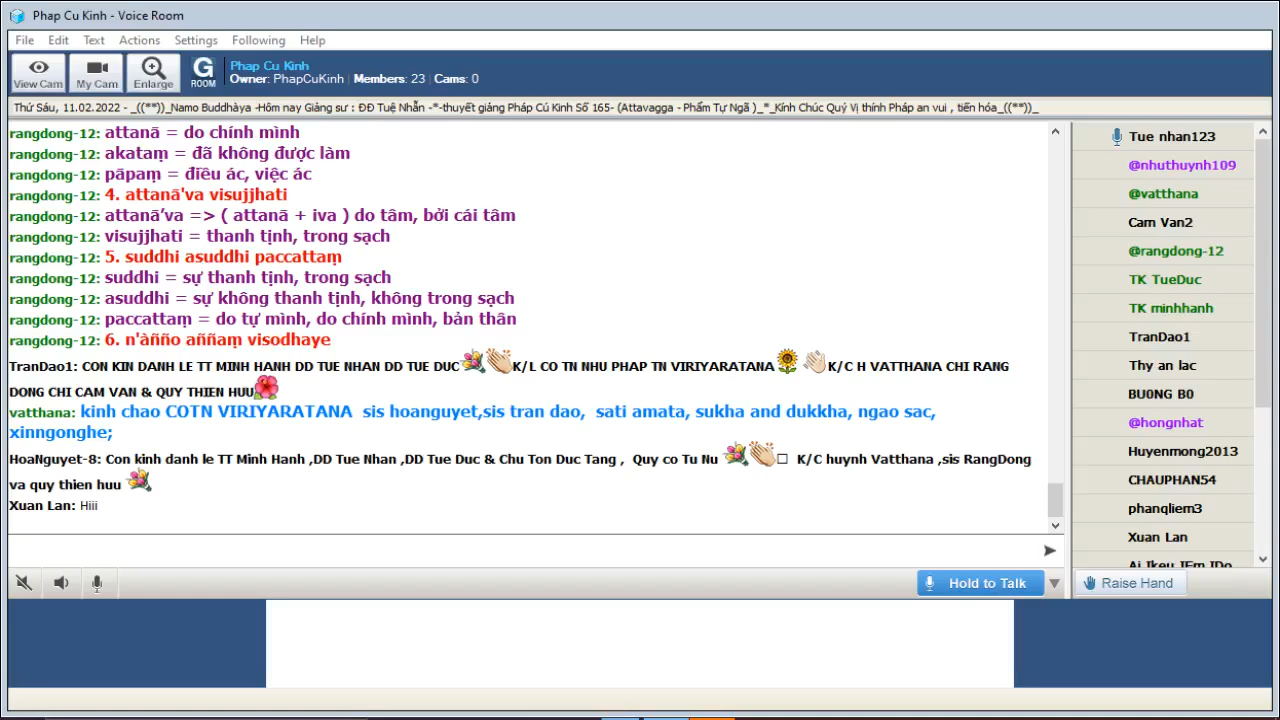 Phap Cu Kinh - Voice Room
File Edit Text Actions Settings Following Help
View Cam My Cam Enlarge G ROOM
Phap Cu Kinh
Owner: PhapCuKinh Members: 23 Cams: 0
Thứ Sáu, 11.02.2022 - _((**))_Namo Buddhàya -Hôm nay Giảng sư : ĐĐ Tuệ Nhẫn -*-thuyết giảng Pháp Cú Kinh Số 165- (Attavagga - Phẩm Tự Ngã )_*_Kính Chúc Quý Vị thính Pháp an vui , tiến hóa_((**))_
rangdong-12: attanā = do chính mình
rangdong-12: akataṃ = đã không được làm
rangdong-12: pāpaṃ = điều ác, việc ác
rangdong-12: 4. attanā'va visujjhati
rangdong-12: attanā’va => ( attanā + iva ) do tâm, bởi cái tâm
rangdong-12: visujjhati = thanh tịnh, trong sạch
rangdong-12: 5. suddhi asuddhi paccattaṃ
rangdong-12: suddhi = sự thanh tịnh, trong sạch
rangdong-12: asuddhi = sự không thanh tịnh, không trong sạch
rangdong-12: paccattaṃ = do tự mình, do chính mình, bản thân
rangdong-12: 6. n'àñño aññaṃ visodhaye
TranDao1: CON KIN DANH LE TT MINH HANH DD TUE NHAN DD TUE DUC K/L CO TN NHU PHAP TN VIRIYARATANA K/C H VATTHANA CHI RANG
DONG CHI CAM VAN & QUY THIEN HUU
vatthana: kinh chao COTN VIRIYARATANA sis hoanguyet,sis tran dao, sati amata, sukha and dukkha, ngao sac,
xinngonghe;
HoaNguyet-8: Con kinh danh le TT Minh Hanh ,DD Tue Nhan ,DD Tue Duc & Chu Ton Duc Tang , Quy co Tu Nu K/C huynh Vatthana ,sis RangDong
va quy thien huu
Xuan Lan: Hiii
Tue nhan123
@nhuthuynh109
@vatthana
Cam Van2
@rangdong-12
TK TueDuc
TK minhhanh
TranDao1
Thy an lac
BU0NG B0
@hongnhat
Huyenmong2013
CHAUPHAN54
phanqliem3
Xuan Lan
Hold to Talk
Raise Hand